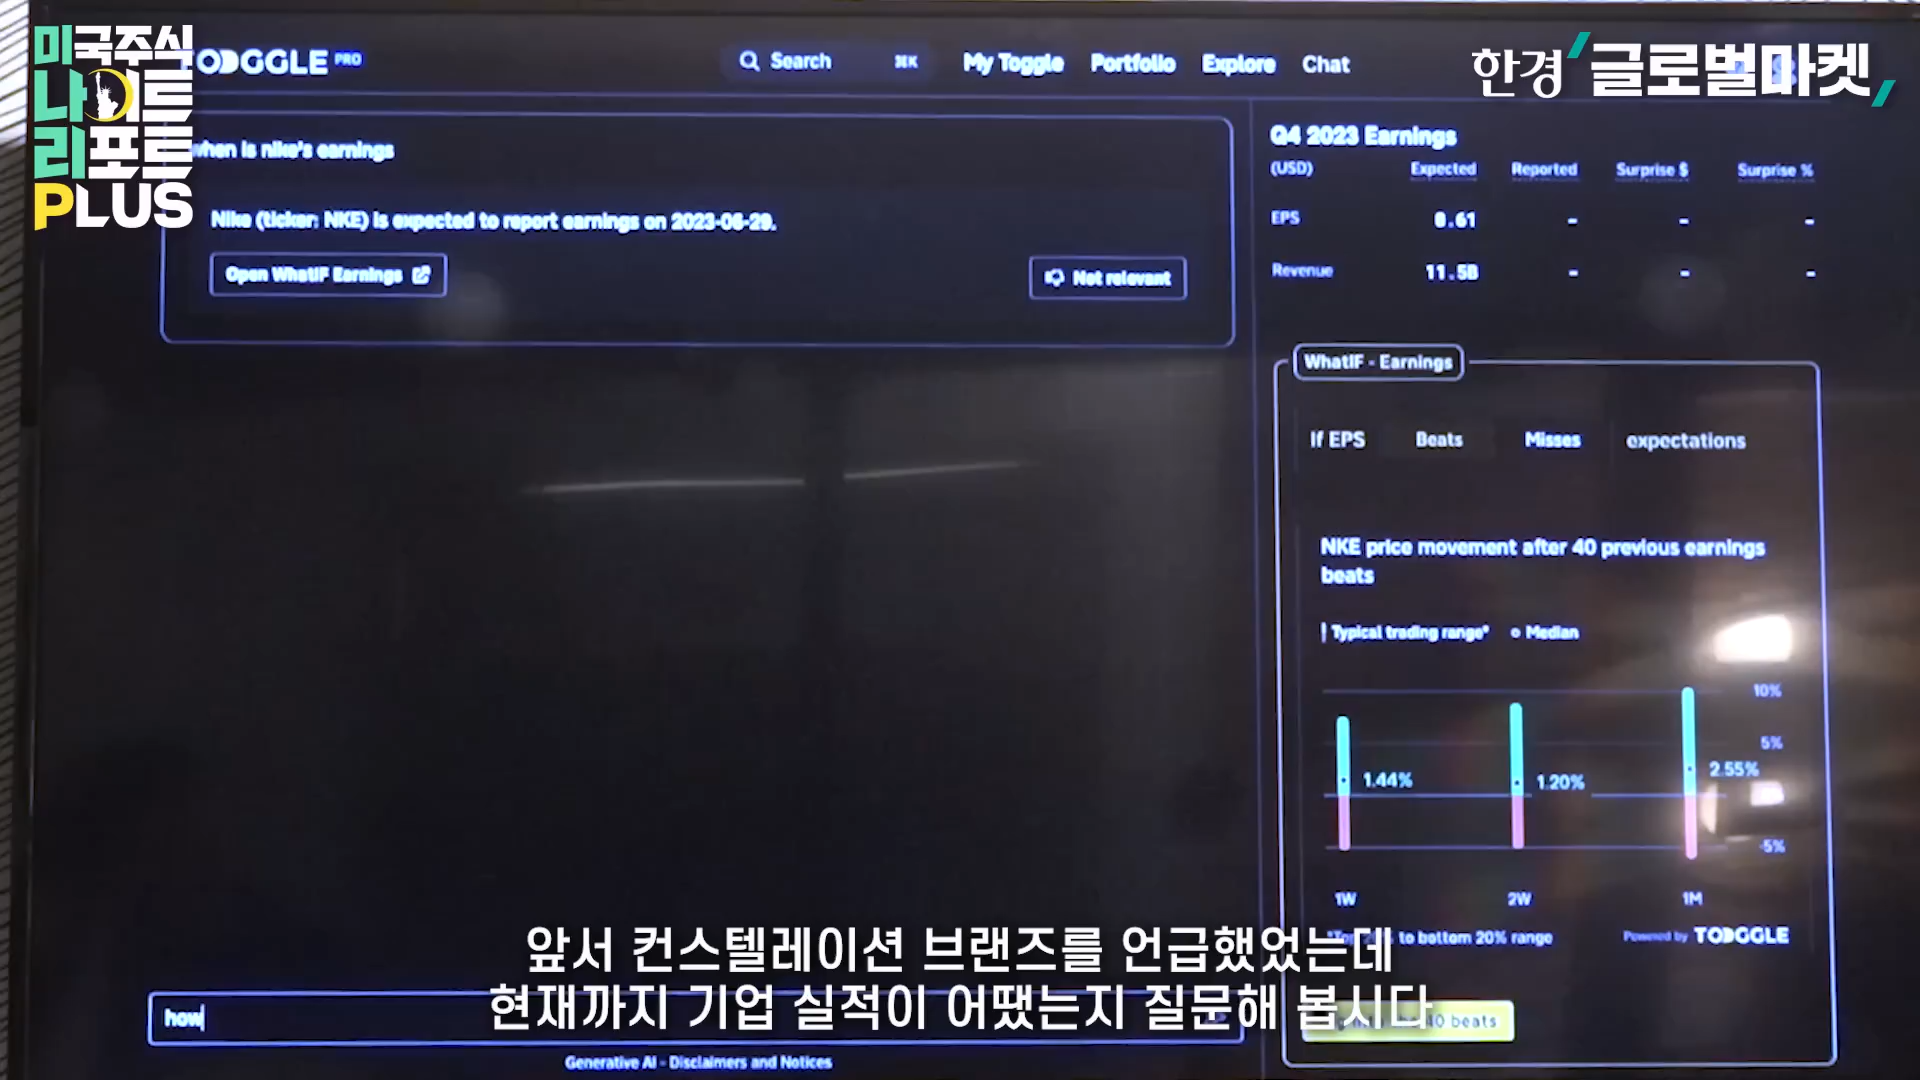 미국주식
나이트
리포트
PLUS
TOGGLE PRO
Search ⌘K
My Toggle Portfolio Explore Chat
한경 글로벌마켓
when is nike's earnings
Nike (ticker: NKE) is expected to report earnings on 2023-06-29.
Open WhatIF Earnings
Not relevant
Q4 2023 Earnings
(USD) Expected Reported Surprise $ Surprise %
EPS 0.61 - - -
Revenue 11.5B - - -
WhatIF - Earnings
If EPS Beats Misses expectations
NKE price movement after 40 previous earnings
beats
Typical trading range* Median
10%
5%
-5%
1.44% 1.20% 2.55%
1W 2W 1M
to bottom 20% range
Powered by TOGGLE
앞서 컨스텔레이션 브랜즈를 언급했었는데
현재까지 기업 실적이 어땠는지 질문해 봅시다
how
40 beats
Generative AI - Disclaimers and Notices